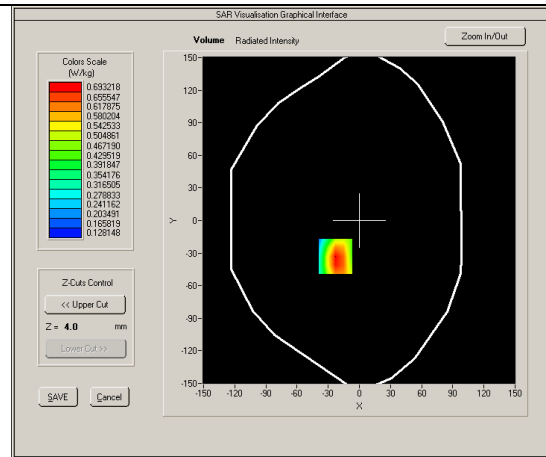 SAR Visualisation Graphical Interface
Volume Radiated Intensity
Zoom In/Out
Colors Scale
(W/kg)
0.693218
0.655547
0.617875
0.580204
0.542533
0.504861
0.467190
0.429519
0.391847
0.354176
0.316505
0.278833
0.241162
0.203491
0.165819
0.128148
Z-Cuts Control
<< Upper Cut
Z = 4.0 mm
Lower Cut >>
SAVE Cancel
150
120
90
60
30
0
-30
-60
-90
-120
-150
Y
-150 -120 -90 -60 -30 0 30 60 90 120 150
X